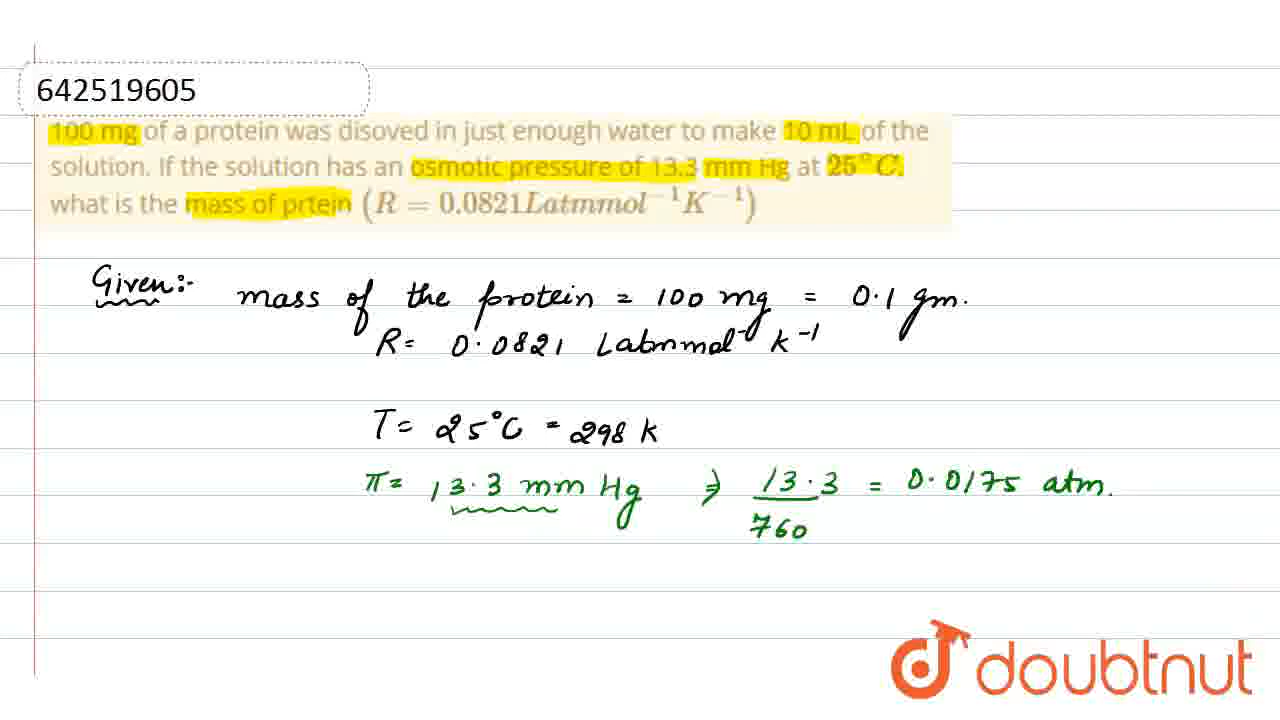 642519605
100 mg of a protein was disoved in just enough water to make 10 mL of the
solution. If the solution has an osmotic pressure of 13.3 mm Hg at 25°C.
what is the mass of prtein (R = 0.0821Latmmol⁻¹K⁻¹)
Given:- mass of the protein = 100 mg = 0.1 gm.
R= 0.0821 Latmmol⁻¹ K⁻¹
T= 25°C = 298 K
π= 13.3 mm Hg ⇒ 13.3/760 = 0.0175 atm.
doubtnut